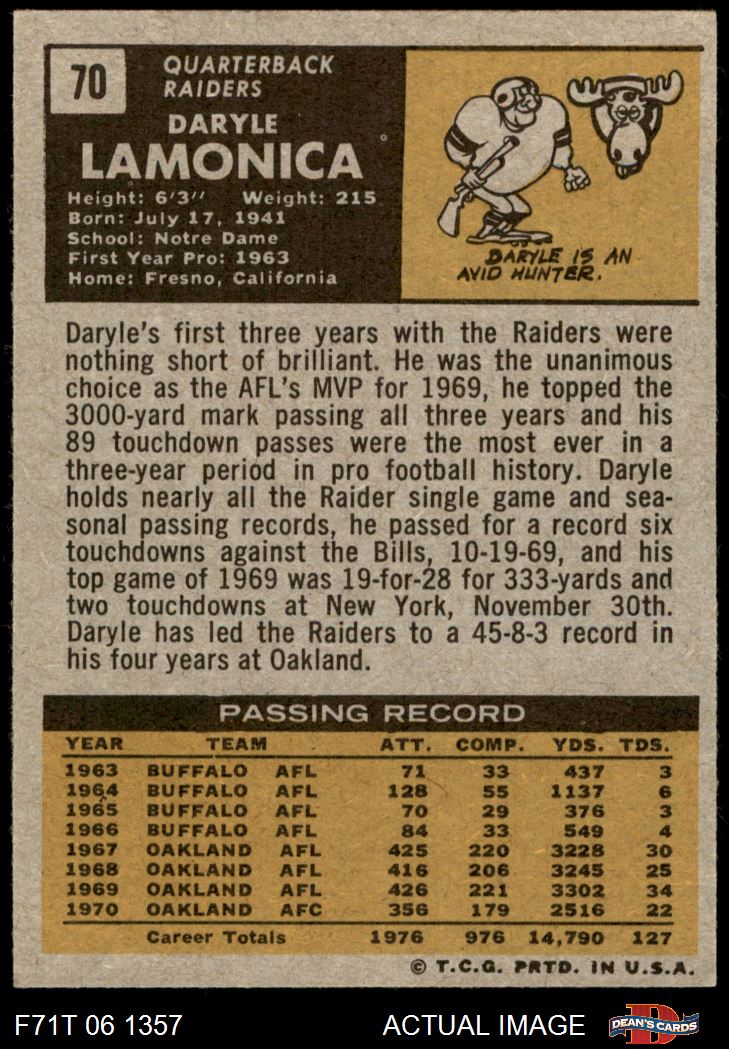 70
QUARTERBACK
RAIDERS
DARYLE
LAMONICA
Height: 6'3" Weight: 215
Born: July 17, 1941
School: Notre Dame
First Year Pro: 1963
Home: Fresno, California
DARYLE IS AN
AVID HUNTER.
Daryle's first three years with the Raiders were
nothing short of brilliant. He was the unanimous
choice as the AFL's MVP for 1969, he topped the
3000-yard mark passing all three years and his
89 touchdown passes were the most ever in a
three-year period in pro football history. Daryle
holds nearly all the Raider single game and sea-
sonal passing records, he passed for a record six
touchdowns against the Bills, 10-19-69, and his
top game of 1969 was 19-for-28 for 333-yards and
two touchdowns at New York, November 30th.
Daryle has led the Raiders to a 45-8-3 record in
his four years at Oakland.
PASSING RECORD
YEAR TEAM ATT. COMP. YDS. TDS.
1963 BUFFALO AFL 71 33 437 3
1964 BUFFALO AFL 128 55 1137 6
1965 BUFFALO AFL 70 29 376 3
1966 BUFFALO AFL 84 33 549 4
1967 OAKLAND AFL 425 220 3228 30
1968 OAKLAND AFL 416 206 3245 25
1969 OAKLAND AFL 426 221 3302 34
1970 OAKLAND AFC 356 179 2516 22
Career Totals 1976 976 14,790 127
© T.C.G. PRTD. IN U.S.A.
F71T 06 1357 ACTUAL IMAGE DEAN'S CARDS